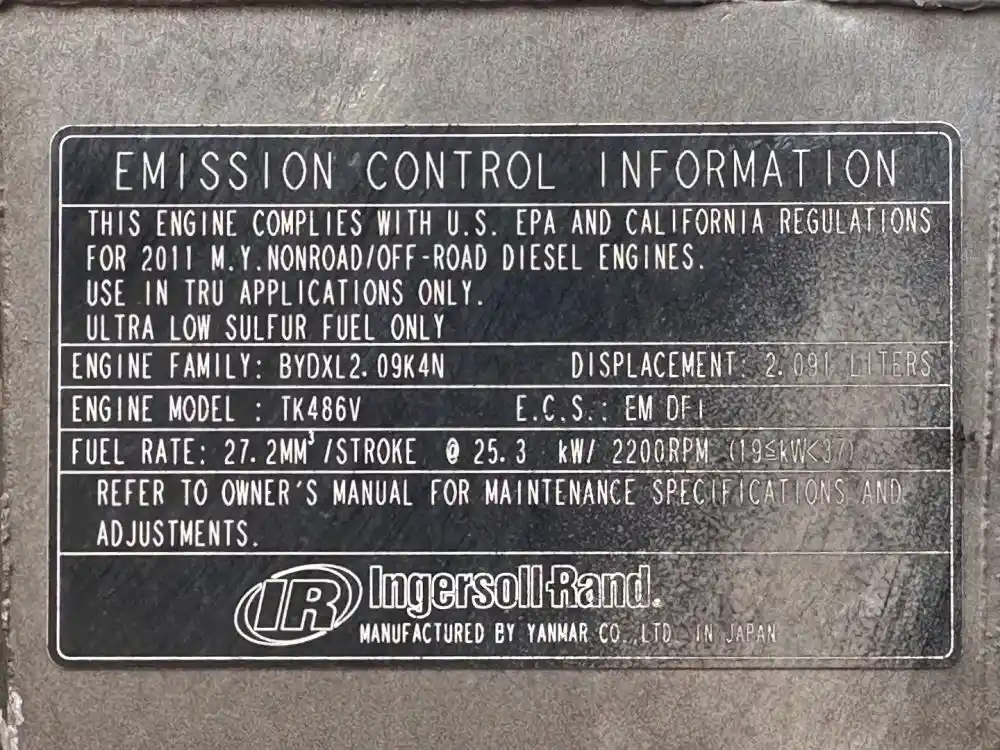 EMISSION CONTROL INFORMATION
THIS ENGINE COMPLIES WITH U.S. EPA AND CALIFORNIA REGULATIONS
FOR 2011 M.Y.NONROAD/OFF-ROAD DIESEL ENGINES.
USE IN TRU APPLICATIONS ONLY.
ULTRA LOW SULFUR FUEL ONLY
ENGINE FAMILY: BYDXL2.09K4N DISPLACEMENT: 2.091 LITERS
ENGINE MODEL : TK486V E.C.S.: EM DFI
FUEL RATE: 27.2MM³/STROKE @ 25.3 kW/ 2200RPM (19≤kW<37)
REFER TO OWNER'S MANUAL FOR MAINTENANCE SPECIFICATIONS AND
ADJUSTMENTS.
IR Ingersoll-Rand.
MANUFACTURED BY YANMAR CO.,LTD. IN JAPAN